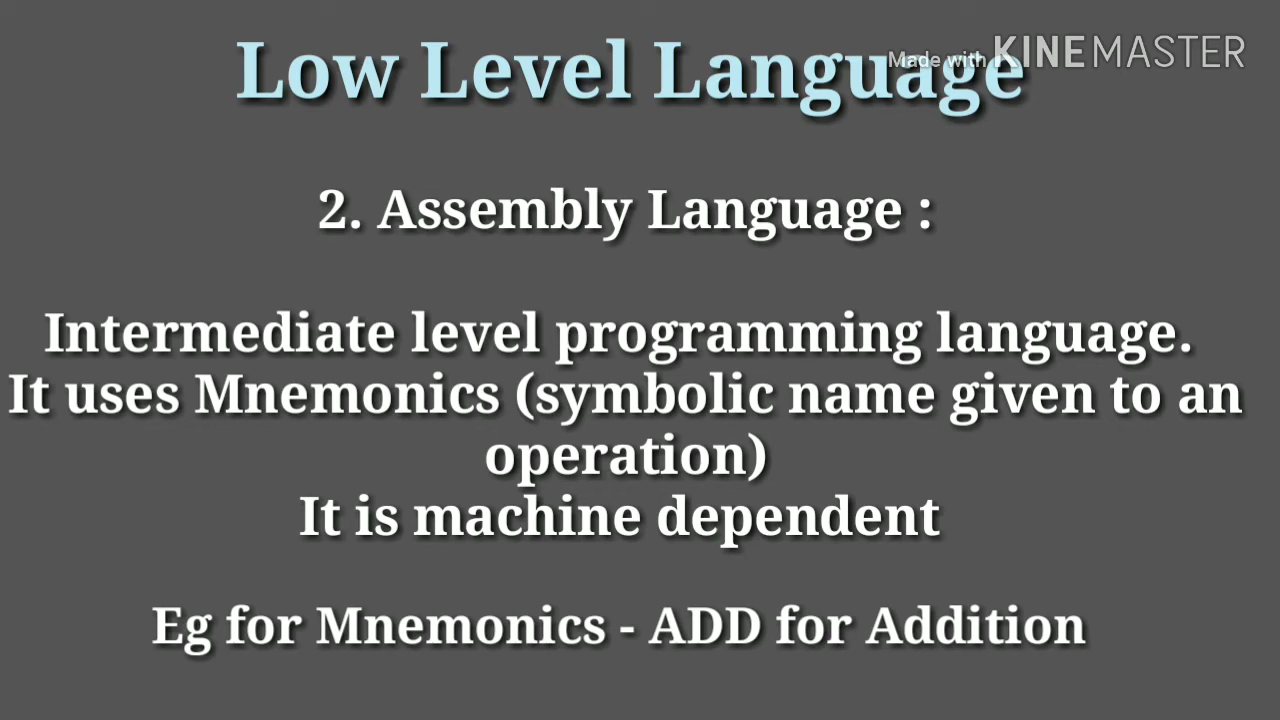 Low Level Language
Made with KINEMASTER
2. Assembly Language :
Intermediate level programming language.
It uses Mnemonics (symbolic name given to an
operation)
It is machine dependent
Eg for Mnemonics - ADD for Addition